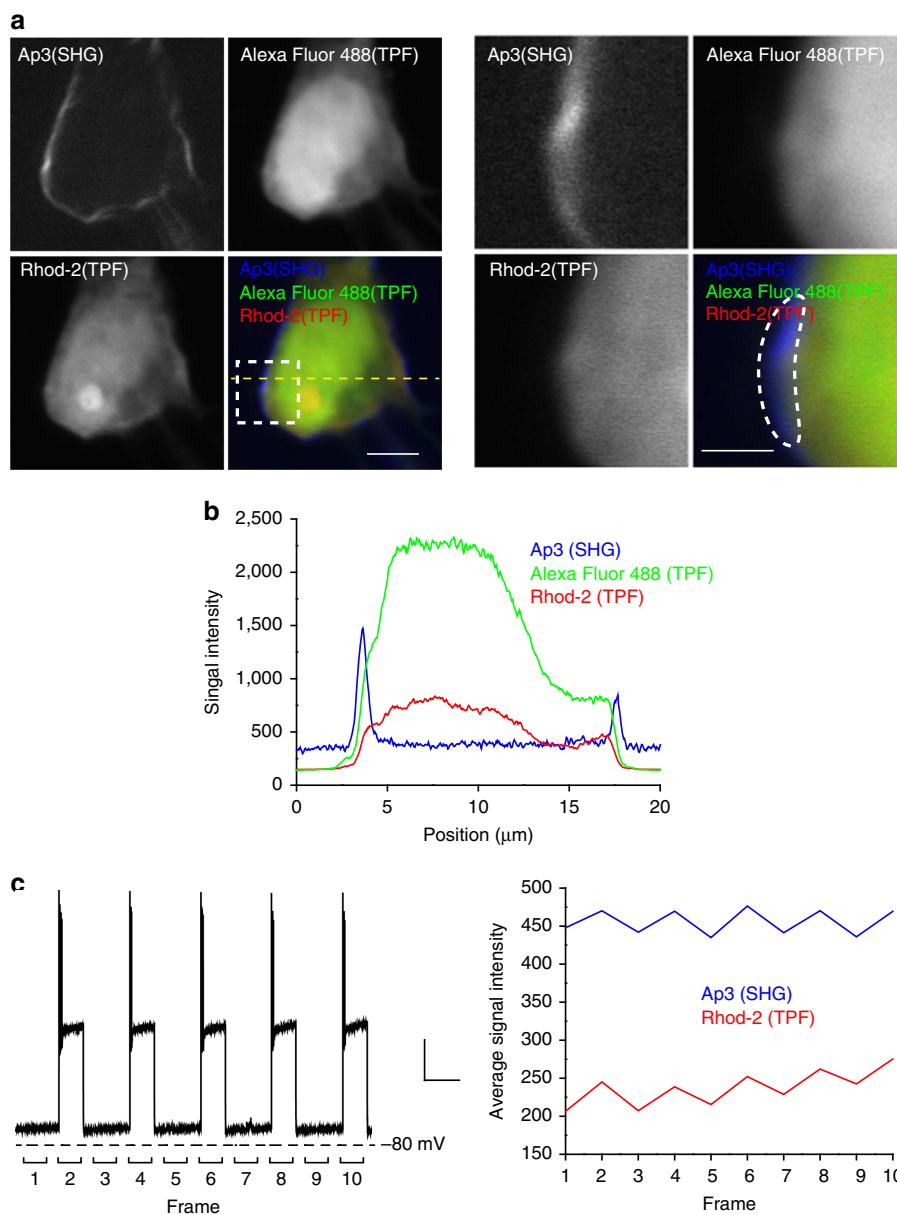 a
Ap3(SHG)
Alexa Fluor 488(TPF)
Rhod-2(TPF)
Ap3(SHG)
Alexa Fluor 488(TPF)
Rhod-2(TPF)
Ap3(SHG)
Alexa Fluor 488(TPF)
Rhod-2(TPF)
Ap3(SHG)
Alexa Fluor 488(TPF)
Rhod-2(TPF)
b
2,500
2,000
1,500
1,000
500
0
Singal intensity
Ap3 (SHG)
Alexa Fluor 488 (TPF)
Rhod-2 (TPF)
0 5 10 15 20
Position (μm)
c
–80 mV
1 2 3 4 5 6 7 8 9 10
Frame
500
450
400
350
300
250
200
150
Average signal intensity
Ap3 (SHG)
Rhod-2 (TPF)
1 2 3 4 5 6 7 8 9 10
Frame